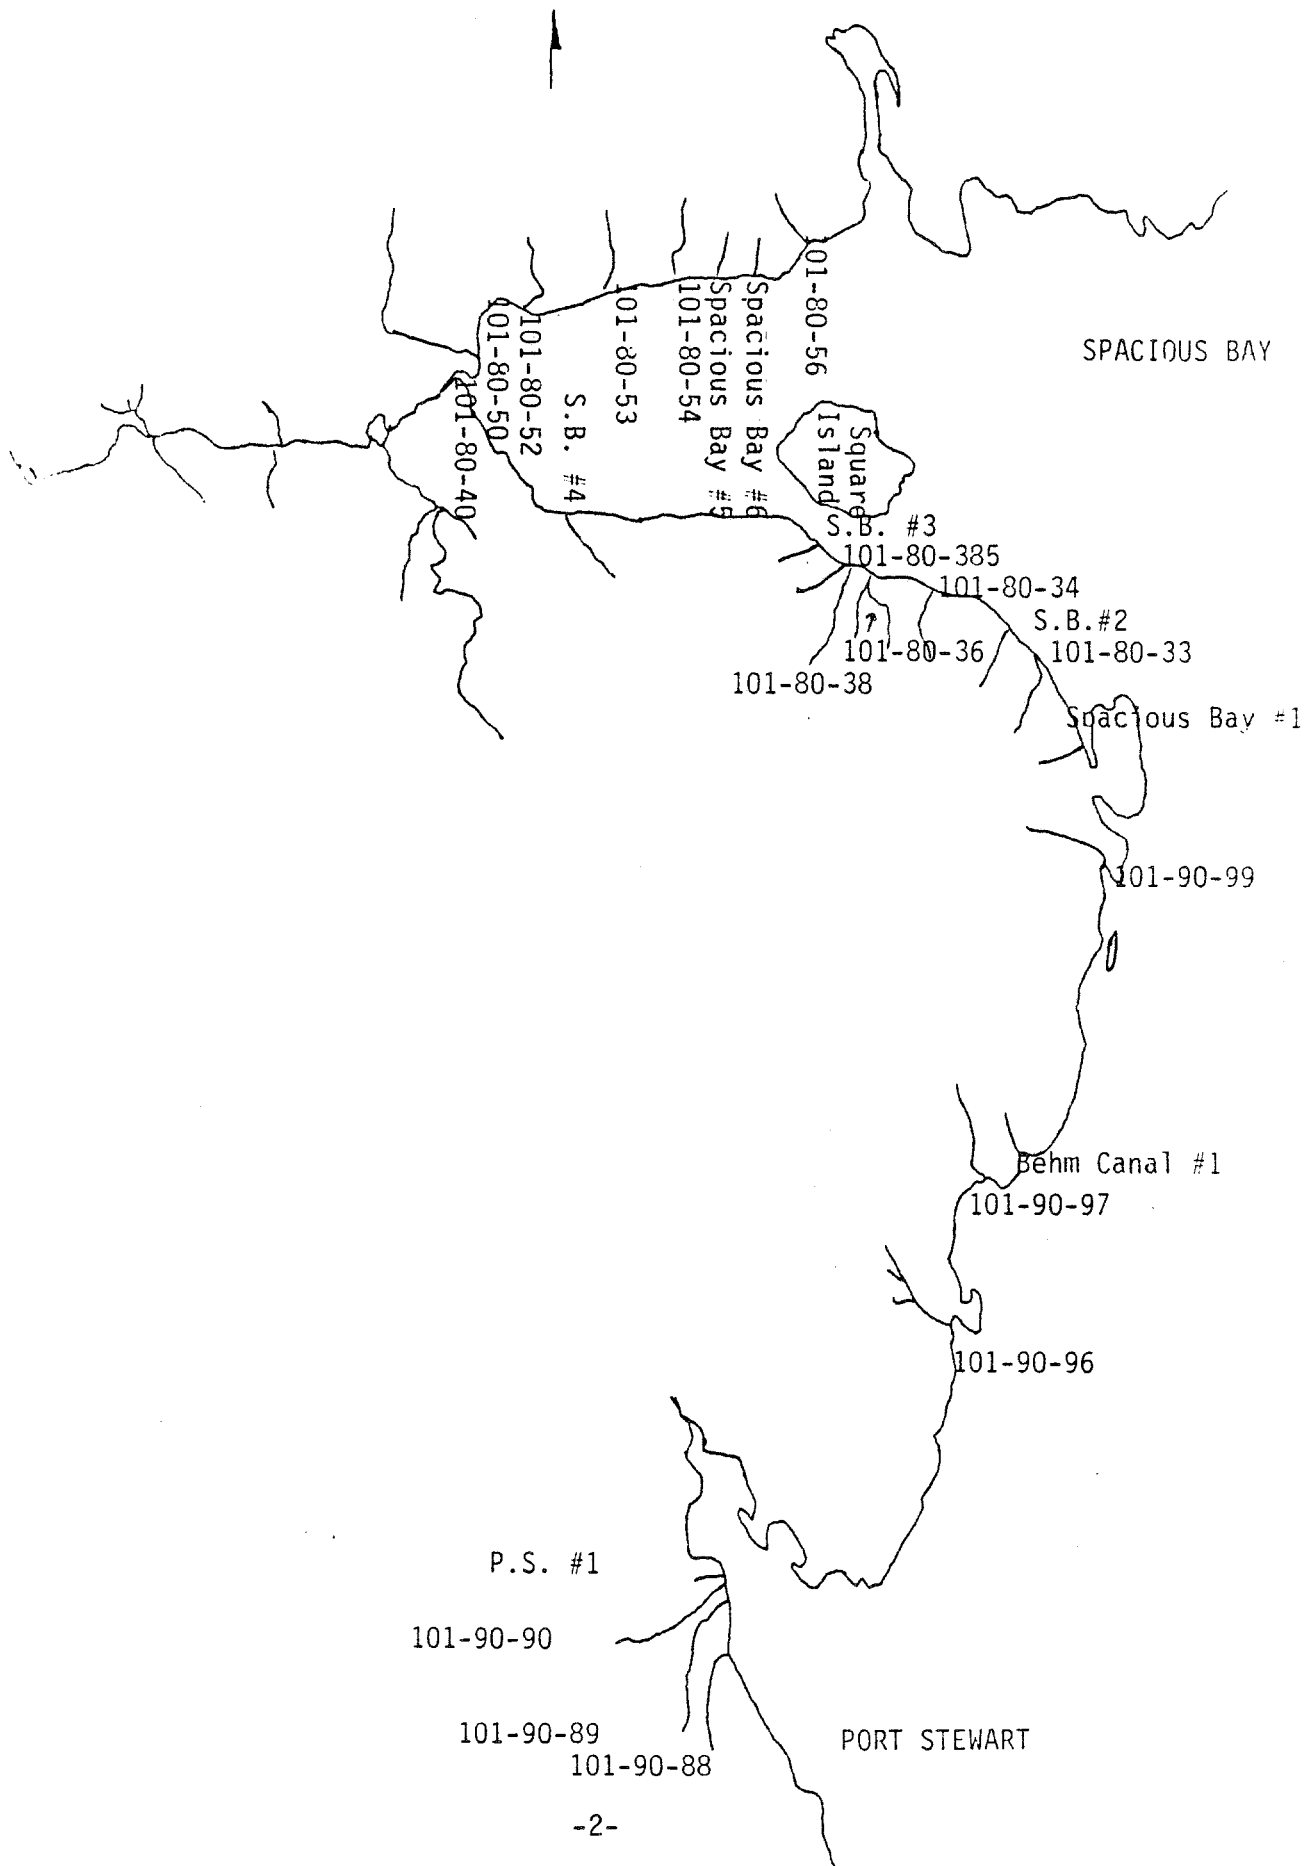 SPACIOUS BAY
101-80-40
101-80-50
101-80-52
S.B. #4
101-80-53
101-80-54
Spacious Bay #5
Spacious Bay #6
101-80-56
Square
Island
S.B. #3
101-80-385
101-80-34
S.B.#2
101-80-36
101-80-33
101-80-38
Spacious Bay #1
101-90-99
Behm Canal #1
101-90-97
101-90-96
P.S. #1
101-90-90
101-90-89
PORT STEWART
101-90-88
-2-